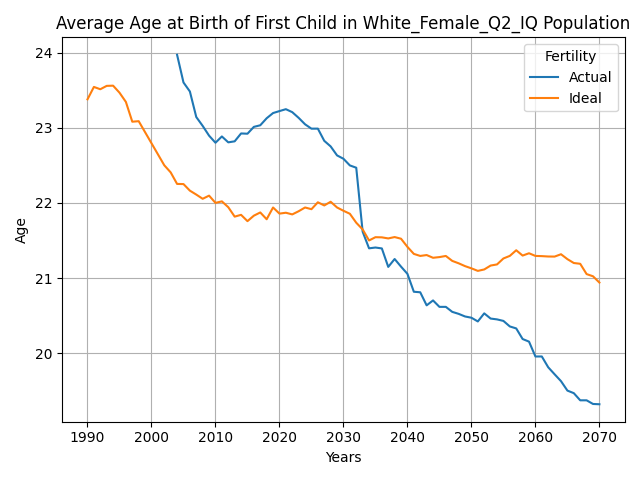 Average Age at Birth of First Child in White_Female_Q2_IQ Population
Fertility
Actual
Ideal
Age
24
23
22
21
20
1990 2000 2010 2020 2030 2040 2050 2060 2070
Years